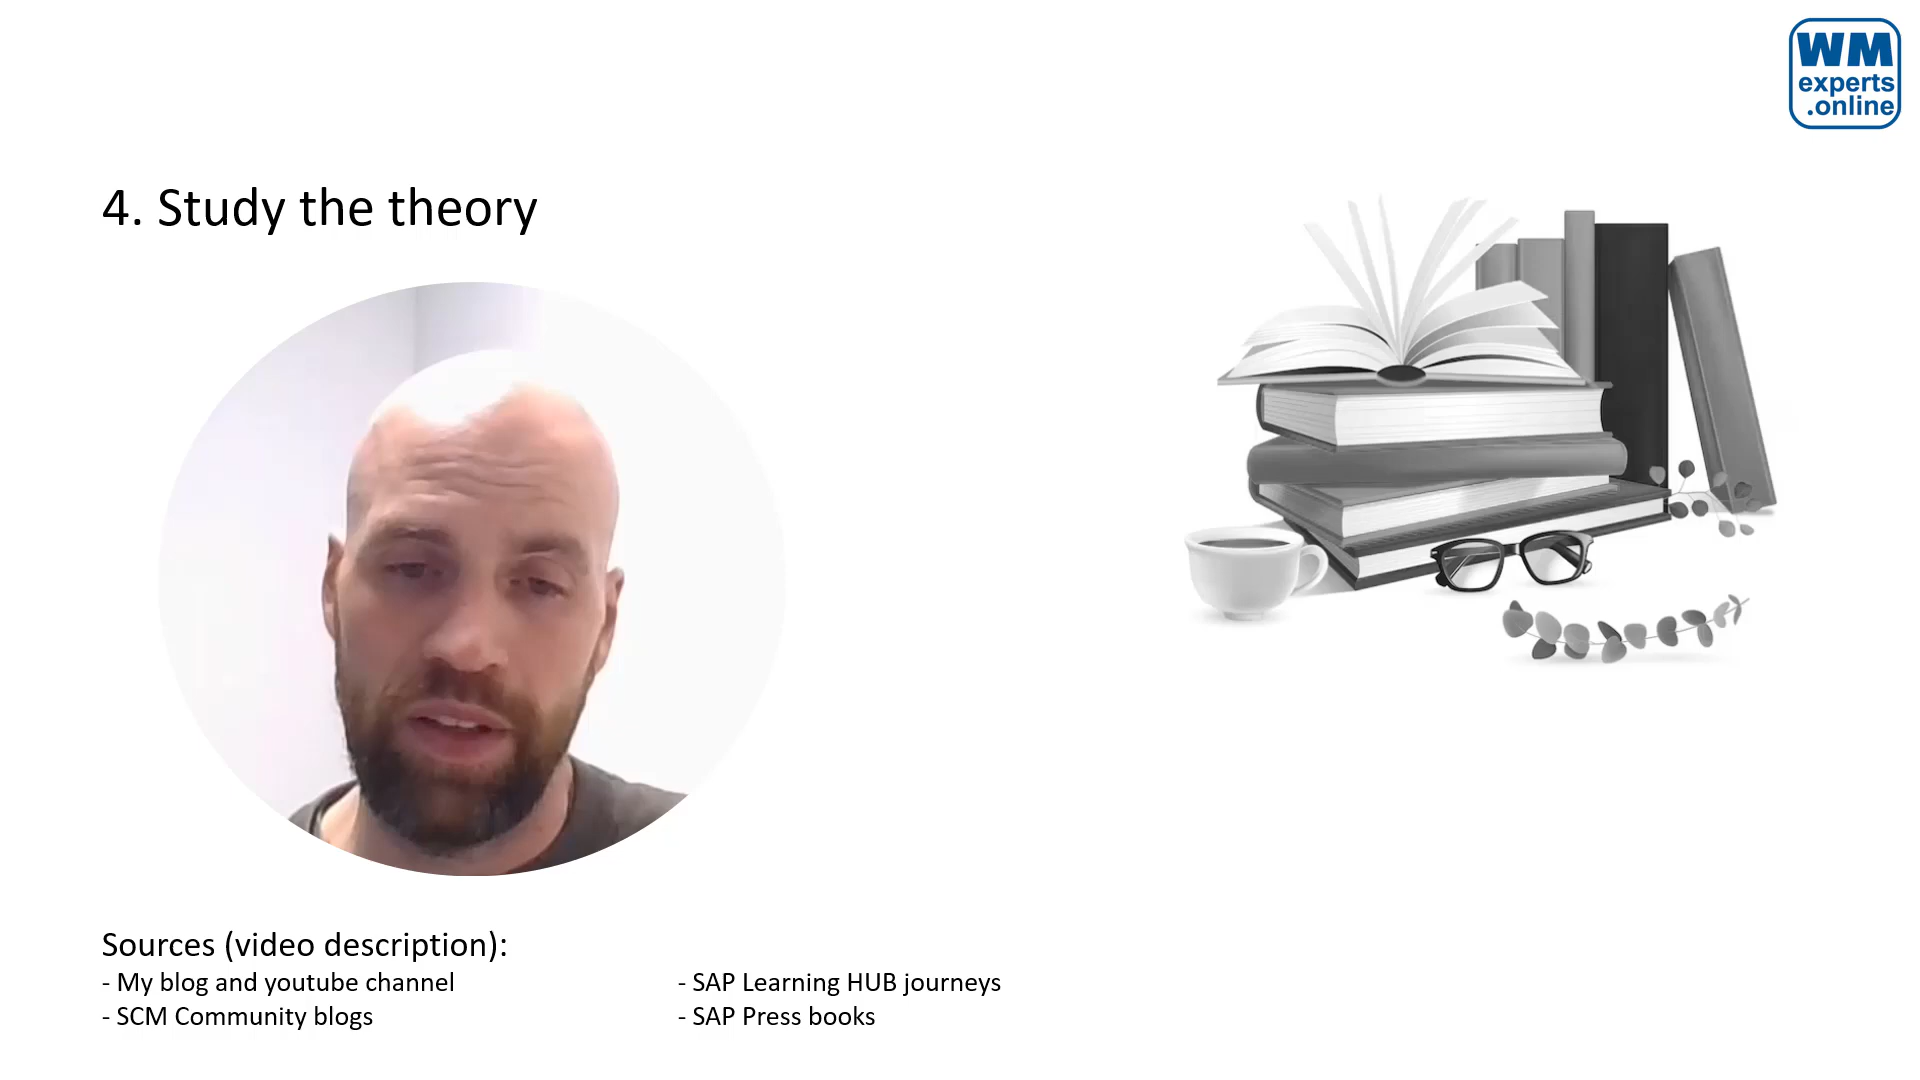 WM
experts
.online
4. Study the theory
Sources (video description):
- My blog and youtube channel
- SCM Community blogs
- SAP Learning HUB journeys
- SAP Press books